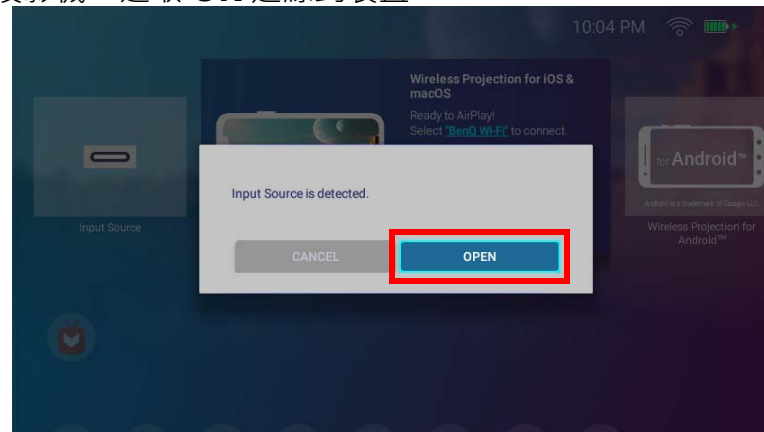 10:04 PM
Wireless Projection for iOS &
macOS
Ready to AirPlay!
Select "BenQ Wi-Fi" to connect.
for Android™
Android is a trademark of Google LLC.
Input Source
Wireless Projection for
Android™
Input Source is detected.
CANCEL
OPEN